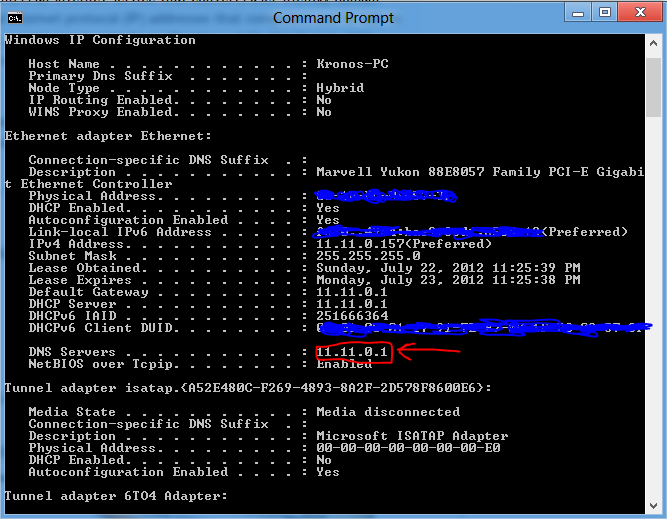 Command Prompt
Windows IP Configuration
Host Name . . . . . . . . . . . . : Kronos-PC
Primary Dns Suffix  . . . . . . . :
Node Type . . . . . . . . . . . . : Hybrid
IP Routing Enabled. . . . . . . . : No
WINS Proxy Enabled. . . . . . . . : No
Ethernet adapter Ethernet:
Connection-specific DNS Suffix  . :
Description . . . . . . . . . . . : Marvell Yukon 88E8057 Family PCI-E Gigabi
t Ethernet Controller
Physical Address. . . . . . . . . :
DHCP Enabled. . . . . . . . . . . : Yes
Autoconfiguration Enabled . . . . : Yes
Link-local IPv6 Address . . . . . : (Preferred)
IPv4 Address. . . . . . . . . . . : 11.11.0.157(Preferred)
Subnet Mask . . . . . . . . . . . : 255.255.255.0
Lease Obtained. . . . . . . . . . : Sunday, July 22, 2012 11:25:39 PM
Lease Expires . . . . . . . . . . : Monday, July 23, 2012 11:25:38 PM
Default Gateway . . . . . . . . . : 11.11.0.1
DHCP Server . . . . . . . . . . . : 11.11.0.1
DHCPv6 IAID . . . . . . . . . . . : 251666364
DHCPv6 Client DUID. . . . . . . . :
DNS Servers . . . . . . . . . . . : 11.11.0.1
NetBIOS over Tcpip. . . . . . . . : Enabled
Tunnel adapter isatap.{A52E480C-F269-4893-8A2F-2D578F8600E6}:
Media State . . . . . . . . . . . : Media disconnected
Connection-specific DNS Suffix  . :
Description . . . . . . . . . . . : Microsoft ISATAP Adapter
Physical Address. . . . . . . . . : 00-00-00-00-00-00-00-E0
DHCP Enabled. . . . . . . . . . . : No
Autoconfiguration Enabled . . . . : Yes
Tunnel adapter 6TO4 Adapter: